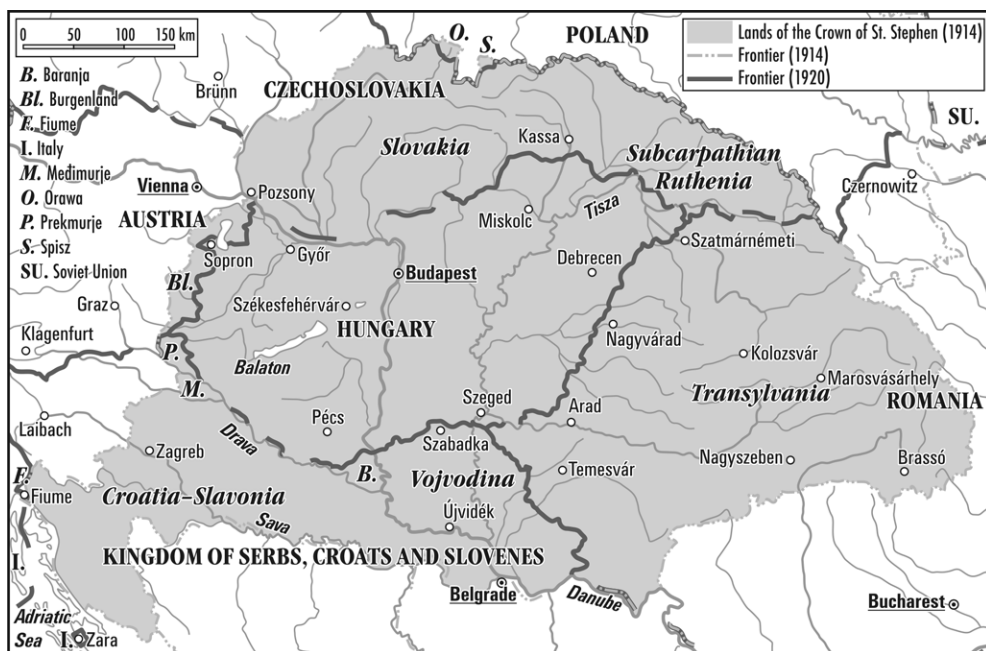 0 50 100 150 km
B. Baranja
Bl. Burgenland
F. Fiume
I. Italy
M. Međimurje
O. Orawa
P. Prekmurje
S. Spisz
SU. Soviet Union
Lands of the Crown of St. Stephen (1914)
Frontier (1914)
Frontier (1920)
O.
S.
POLAND
SU.
Brünn
CZECHOSLOVAKIA
Slovakia
Kassa
Subcarpathian
Ruthenia
Czernowitz
Vienna
Pozsony
AUSTRIA
Miskolc
Tisza
Sopron
Győr
Szatmárnémeti
Debrecen
Budapest
Bl.
Graz
Székesfehérvár
HUNGARY
Nagyvárad
Klagenfurt
P.
Balaton
Kolozsvár
M.
Marosvásárhely
Transylvania
ROMANIA
Laibach
Drava
Pécs
Szeged
Arad
Szabadka
Zagreb
B.
Vojvodina
Temesvár
Nagyszeben
Brassó
F.
Fiume
Croatia–Slavonia
Sava
Újvidék
KINGDOM OF SERBS, CROATS AND SLOVENES
I.
Belgrade
Danube
Bucharest
Adriatic
Sea
I.
Zara